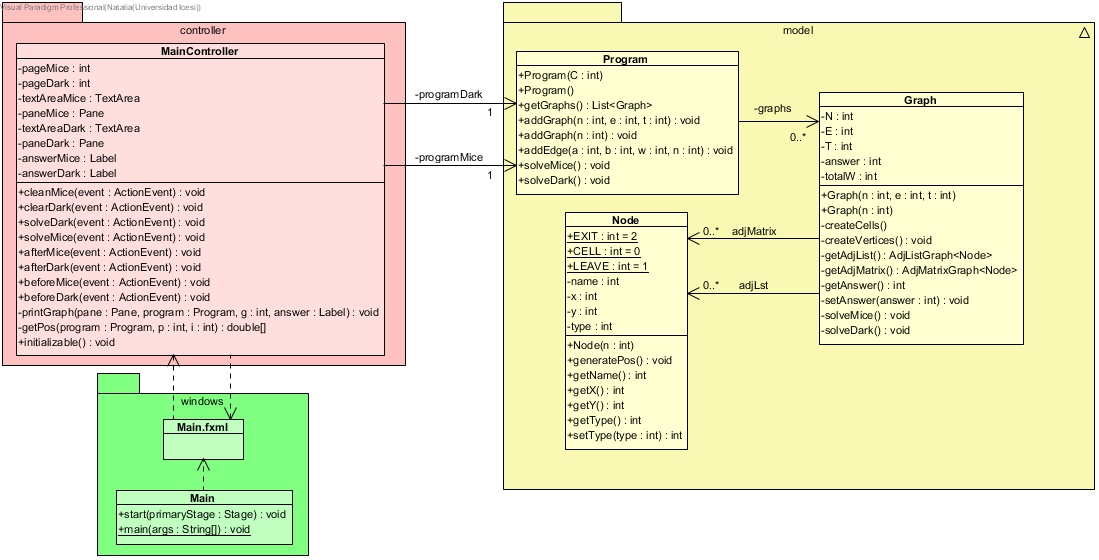 Visual Paradigm Professional(Natalia(Universidad Icesi))
controller
MainController
-pageMice : int
-pageDark : int
-textAreaMice : TextArea
-paneMice : Pane
-textAreaDark : TextArea
-paneDark : Pane
-answerMice : Label
-answerDark : Label
+cleanMice(event : ActionEvent) : void
+clearDark(event : ActionEvent) : void
+solveDark(event : ActionEvent) : void
+solveMice(event : ActionEvent) : void
+afterMice(event : ActionEvent) : void
+afterDark(event : ActionEvent) : void
+beforeMice(event : ActionEvent) : void
+beforeDark(event : ActionEvent) : void
-printGraph(pane : Pane, program : Program, g : int, answer : Label) : void
-getPos(program : Program, p : int, i : int) : double[]
+initializable() : void
-programDark
1
-programMice
1
model
Program
+Program(C : int)
+Program()
+getGraphs() : List<Graph>
+addGraph(n : int, e : int, t : int) : void
+addGraph(n : int) : void
+addEdge(a : int, b : int, w : int, n : int) : void
+solveMice() : void
+solveDark() : void
-graphs
0..*
Graph
-N : int
-E : int
-T : int
-answer : int
-totalW : int
+Graph(n : int, e : int, t : int)
+Graph(n : int)
-createCells()
-createVertices() : void
-getAdjList() : AdjListGraph<Node>
-getAdjMatrix() : AdjMatrixGraph<Node>
-getAnswer() : int
-setAnswer(answer : int) : void
-solveMice() : void
-solveDark() : void
0..* adjMatrix
0..* adjLst
Node
+EXIT : int = 2
+CELL : int = 0
+LEAVE : int = 1
-name : int
-x : int
-y : int
-type : int
+Node(n : int)
+generatePos() : void
+getName() : int
+getX() : int
+getY() : int
+getType() : int
+setType(type : int) : int
windows
Main.fxml
Main
+start(primaryStage : Stage) : void
+main(args : String[]) : void